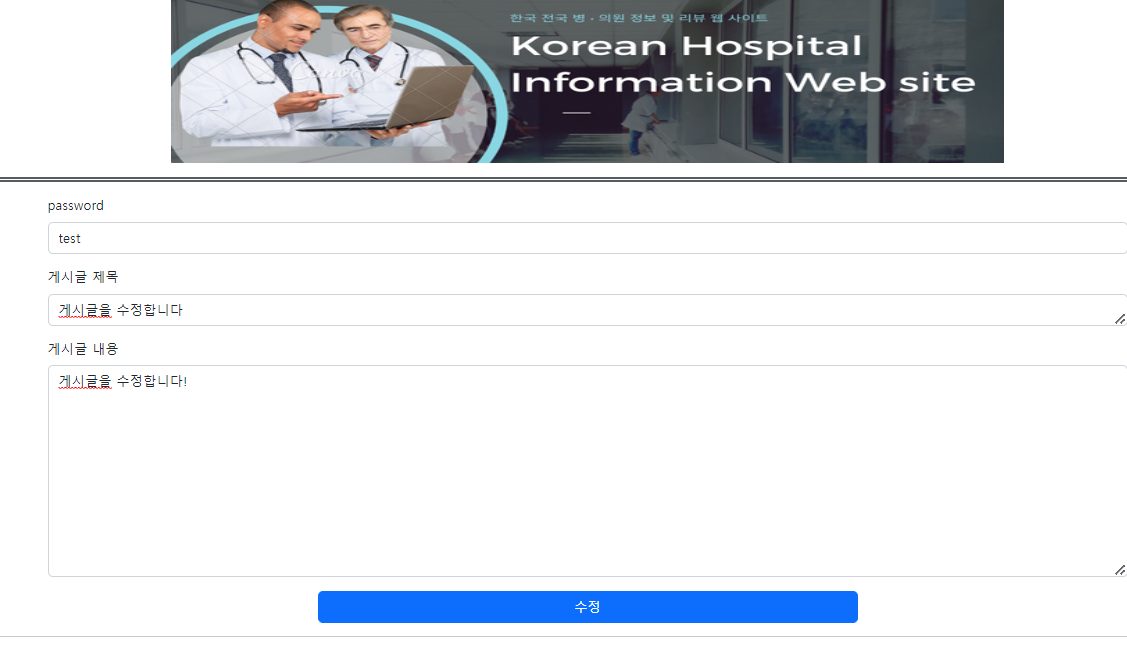 한국 전국 병·의원 정보 및 리뷰 웹 사이트
Korean Hospital
Information Web site
Canva
password
test
게시글 제목
게시글을 수정합니다
게시글 내용
게시글을 수정합니다!
수정